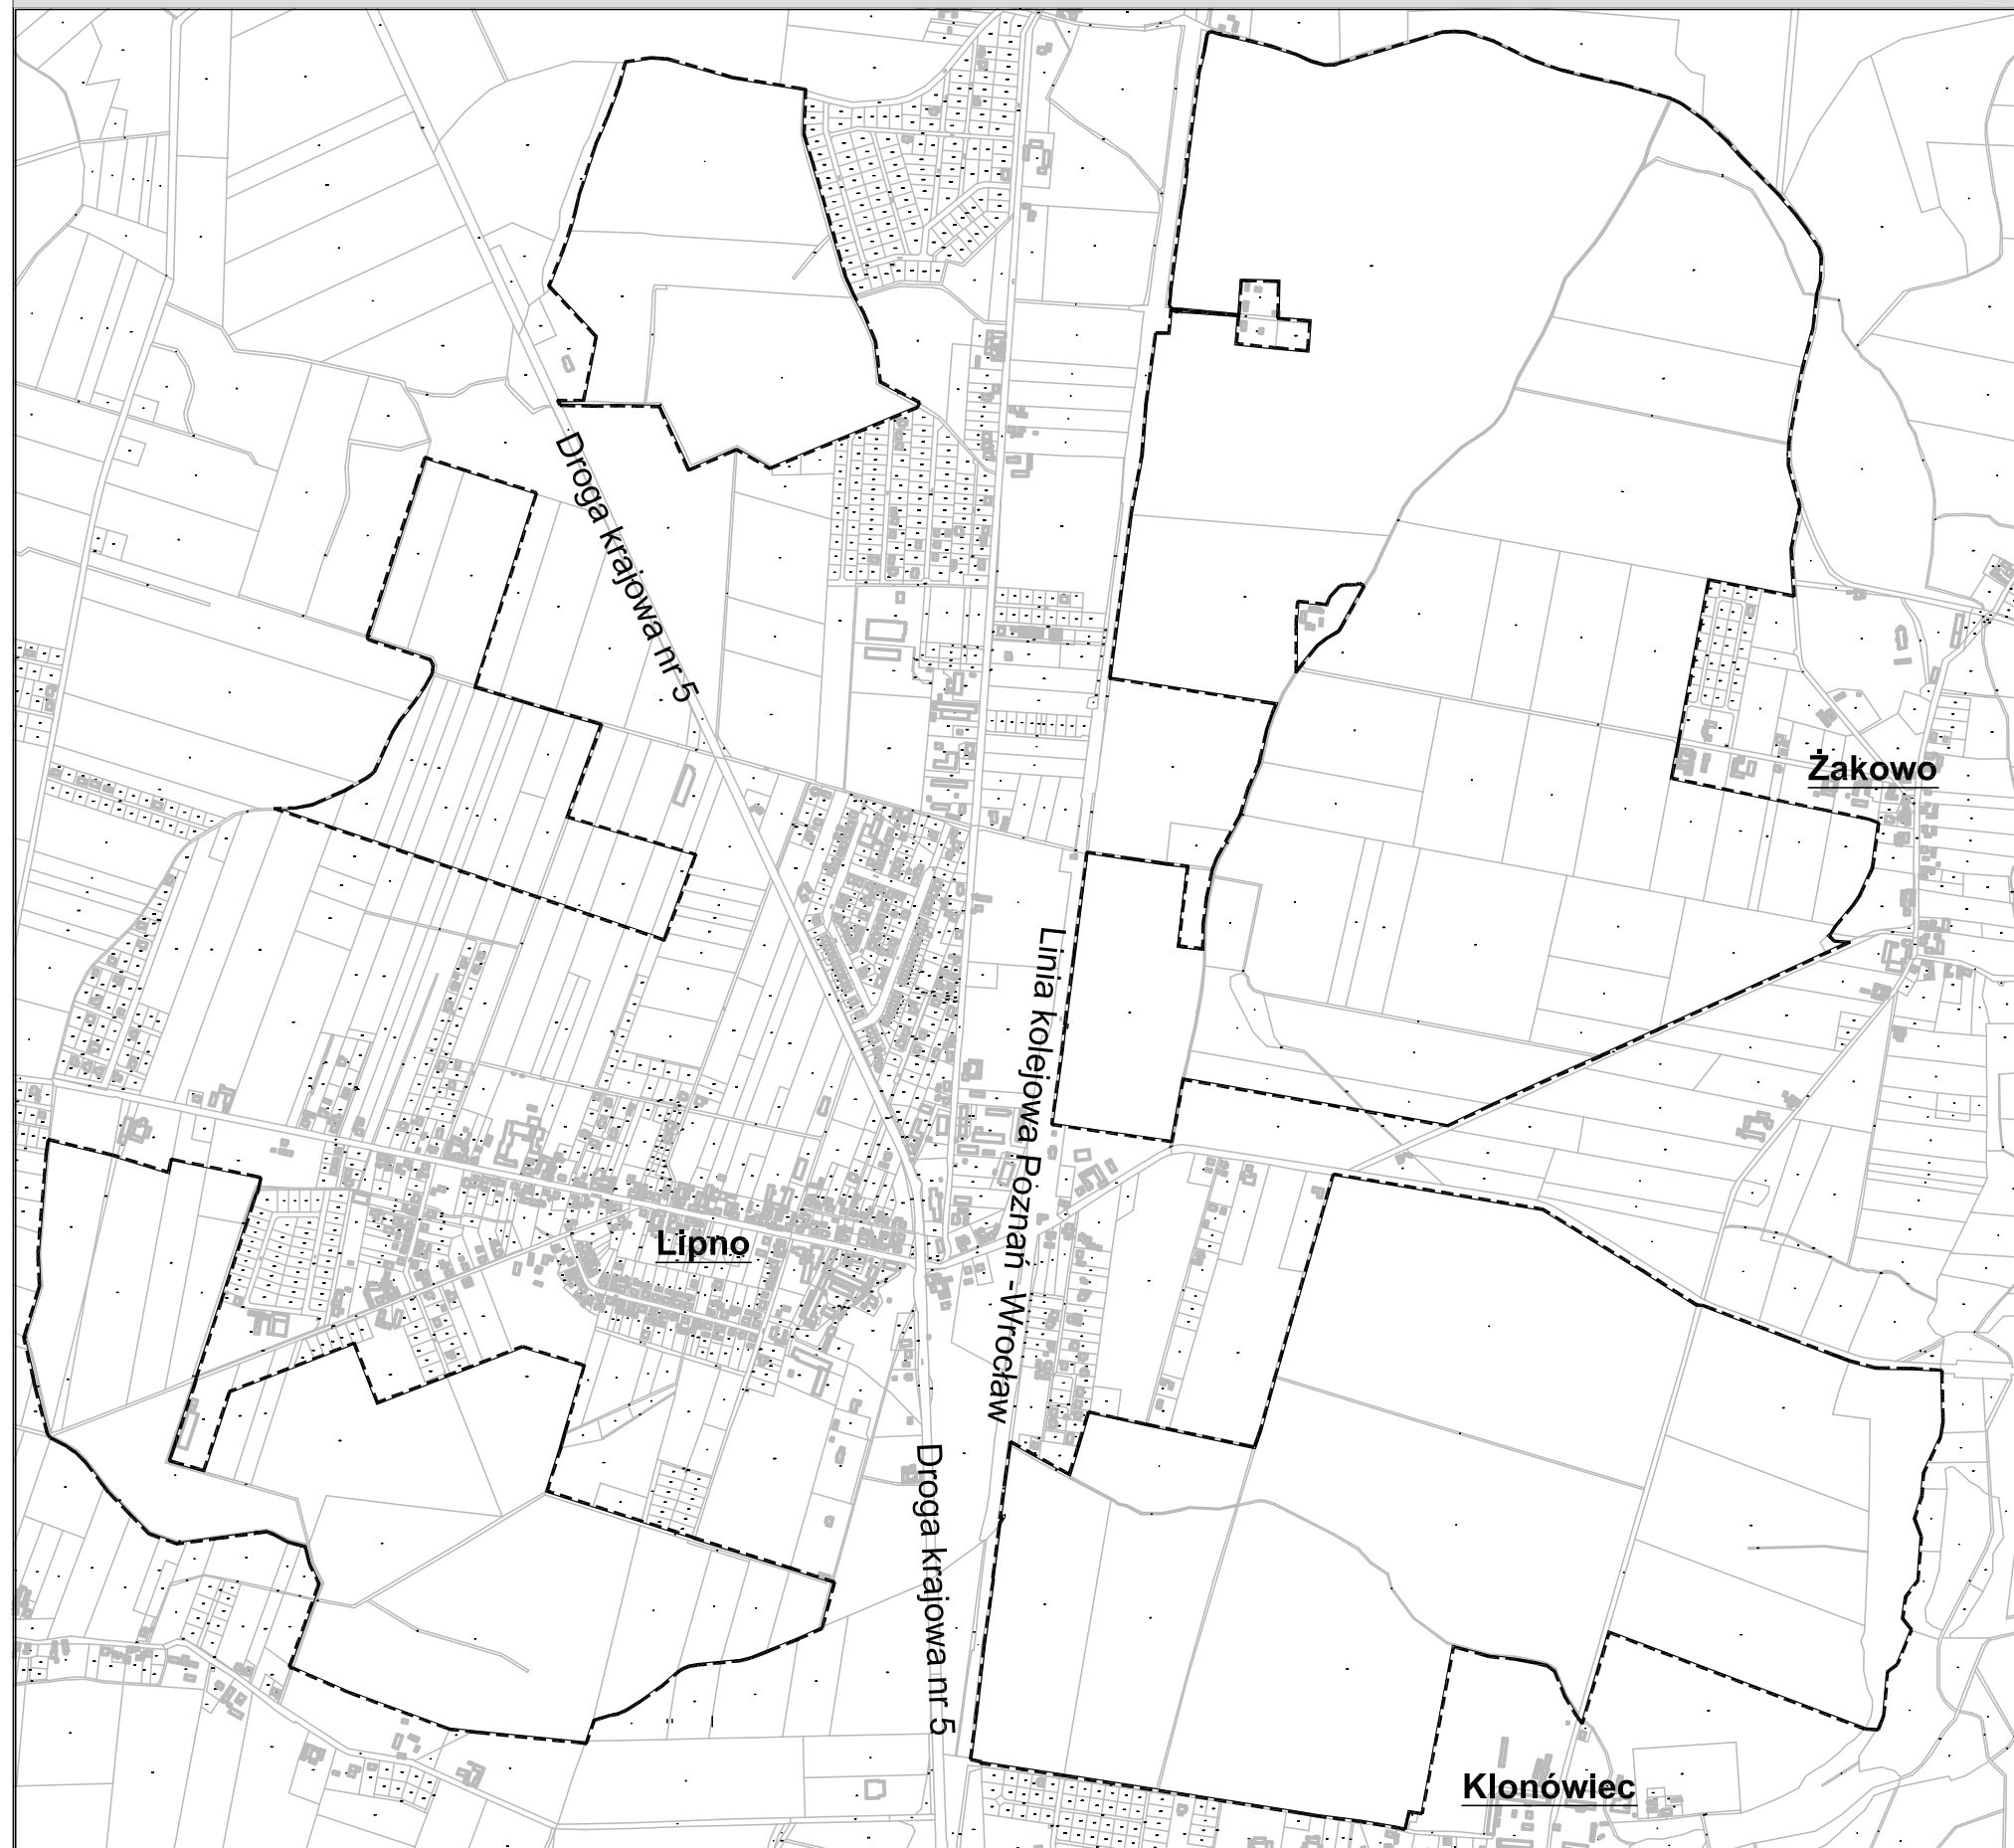 Droga krajowa nr 5
Żakowo
Linia kolejowa Poznań -Wrocław
Lipno
Droga krajowa nr 5
Klonówiec